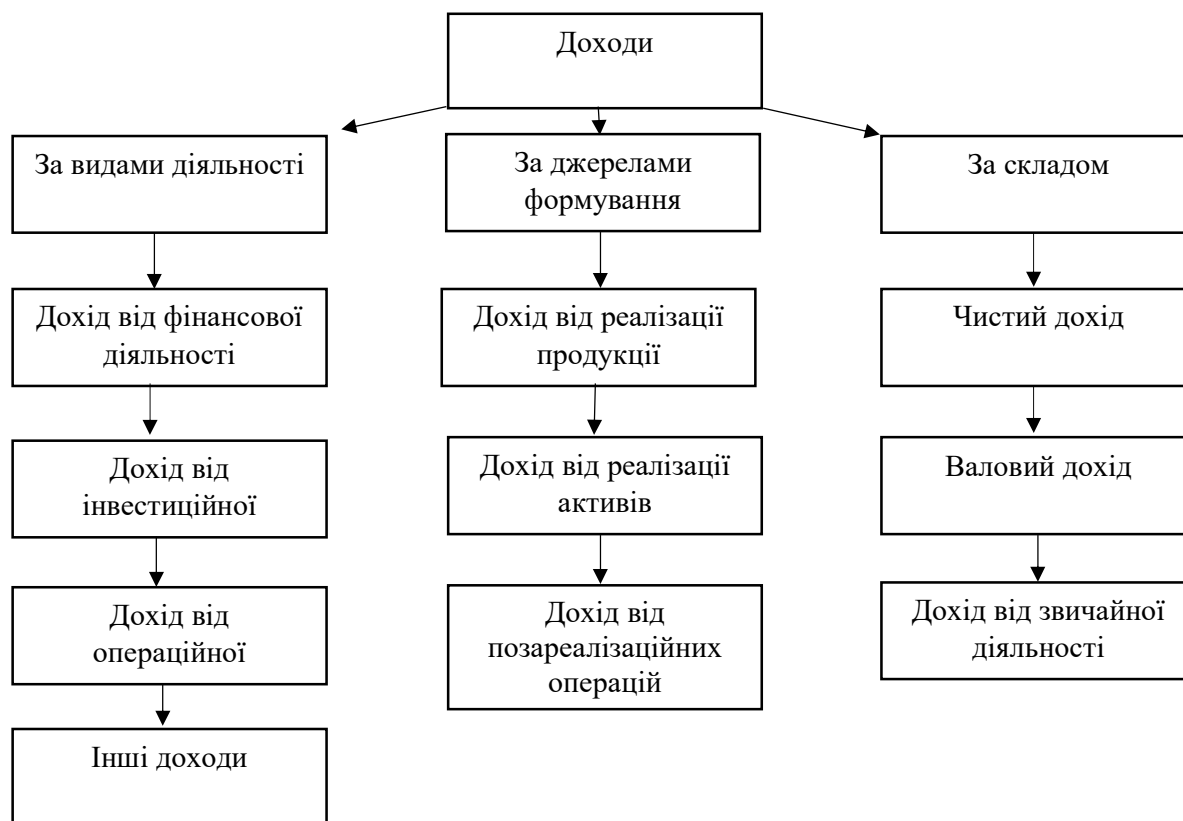 Доходи
За видами діяльності
За джерелами
формування
За складом
Дохід від фінансової
діяльності
Дохід від реалізації
продукції
Чистий дохід
Дохід від
інвестиційної
Дохід від реалізації
активів
Валовий дохід
Дохід від
операційної
Дохід від
позареалізаційних
операцій
Дохід від звичайної
діяльності
Інші доходи